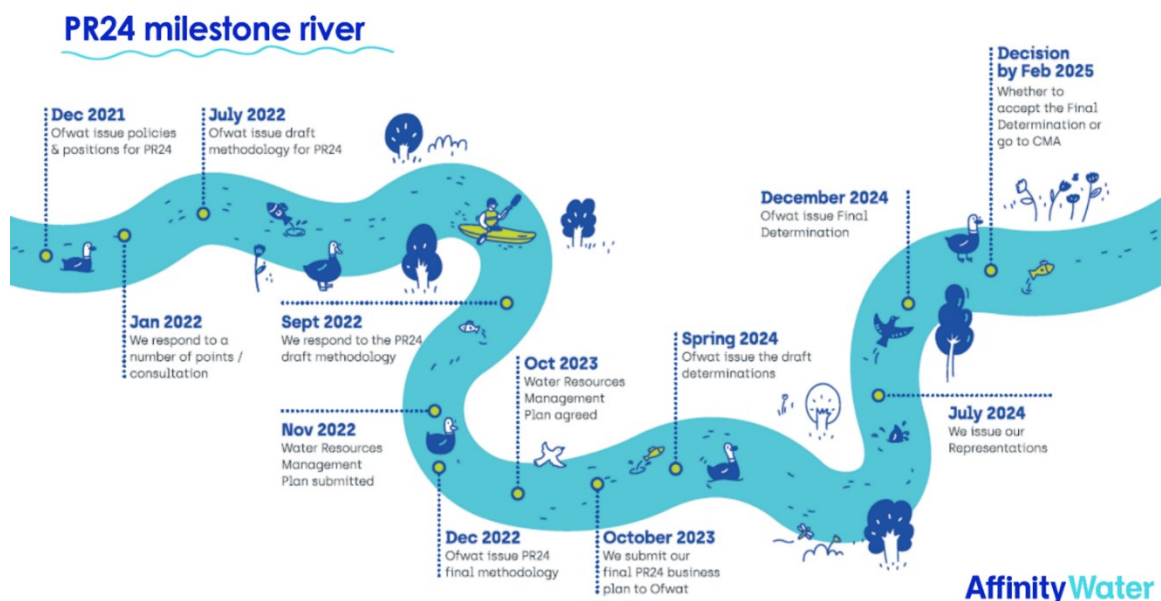 PR24 milestone river
Dec 2021
Ofwat issue policies
& positions for PR24
July 2022
Ofwat issue draft
methodology for PR24
Decision
by Feb 2025
Whether to
accept the Final
Determination or
go to CMA
December 2024
Ofwat issue Final
Determination
Jan 2022
We respond to a
number of points /
consultation
Sept 2022
We respond to the PR24
draft methodology
Oct 2023
Water Resources
Management
Plan agreed
Spring 2024
Ofwat issue the draft
determinations
Nov 2022
Water Resources
Management
Plan submitted
July 2024
We issue our
Representations
Dec 2022
Ofwat issue PR24
final methodology
October 2023
We submit our
final PR24 business
plan to Ofwat
AffinityWater